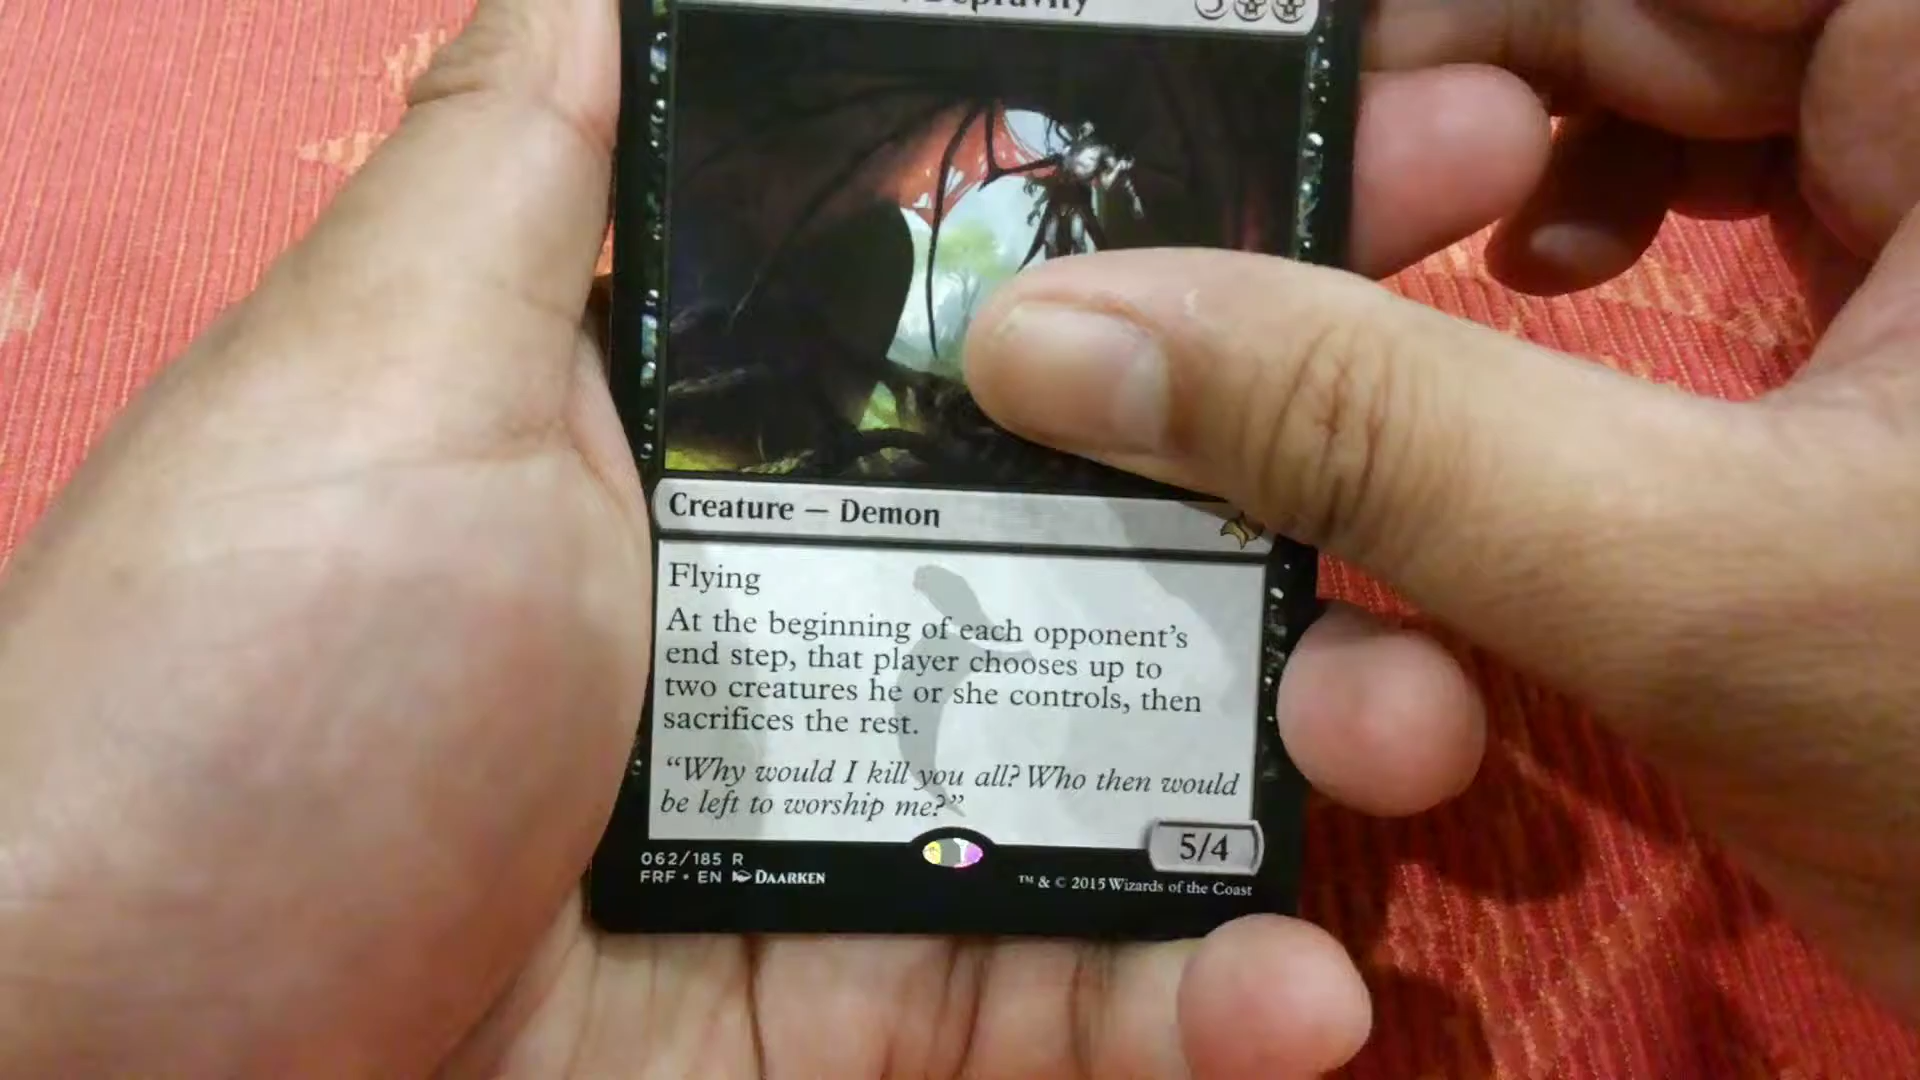 Depravity
Creature — Demon
Flying
At the beginning of each opponent's
end step, that player chooses up to
two creatures he or she controls, then
sacrifices the rest.
"Why would I kill you all? Who then would
be left to worship me?"
5/4
062/185 R
FRF • EN DAARKEN
™ & © 2015 Wizards of the Coast